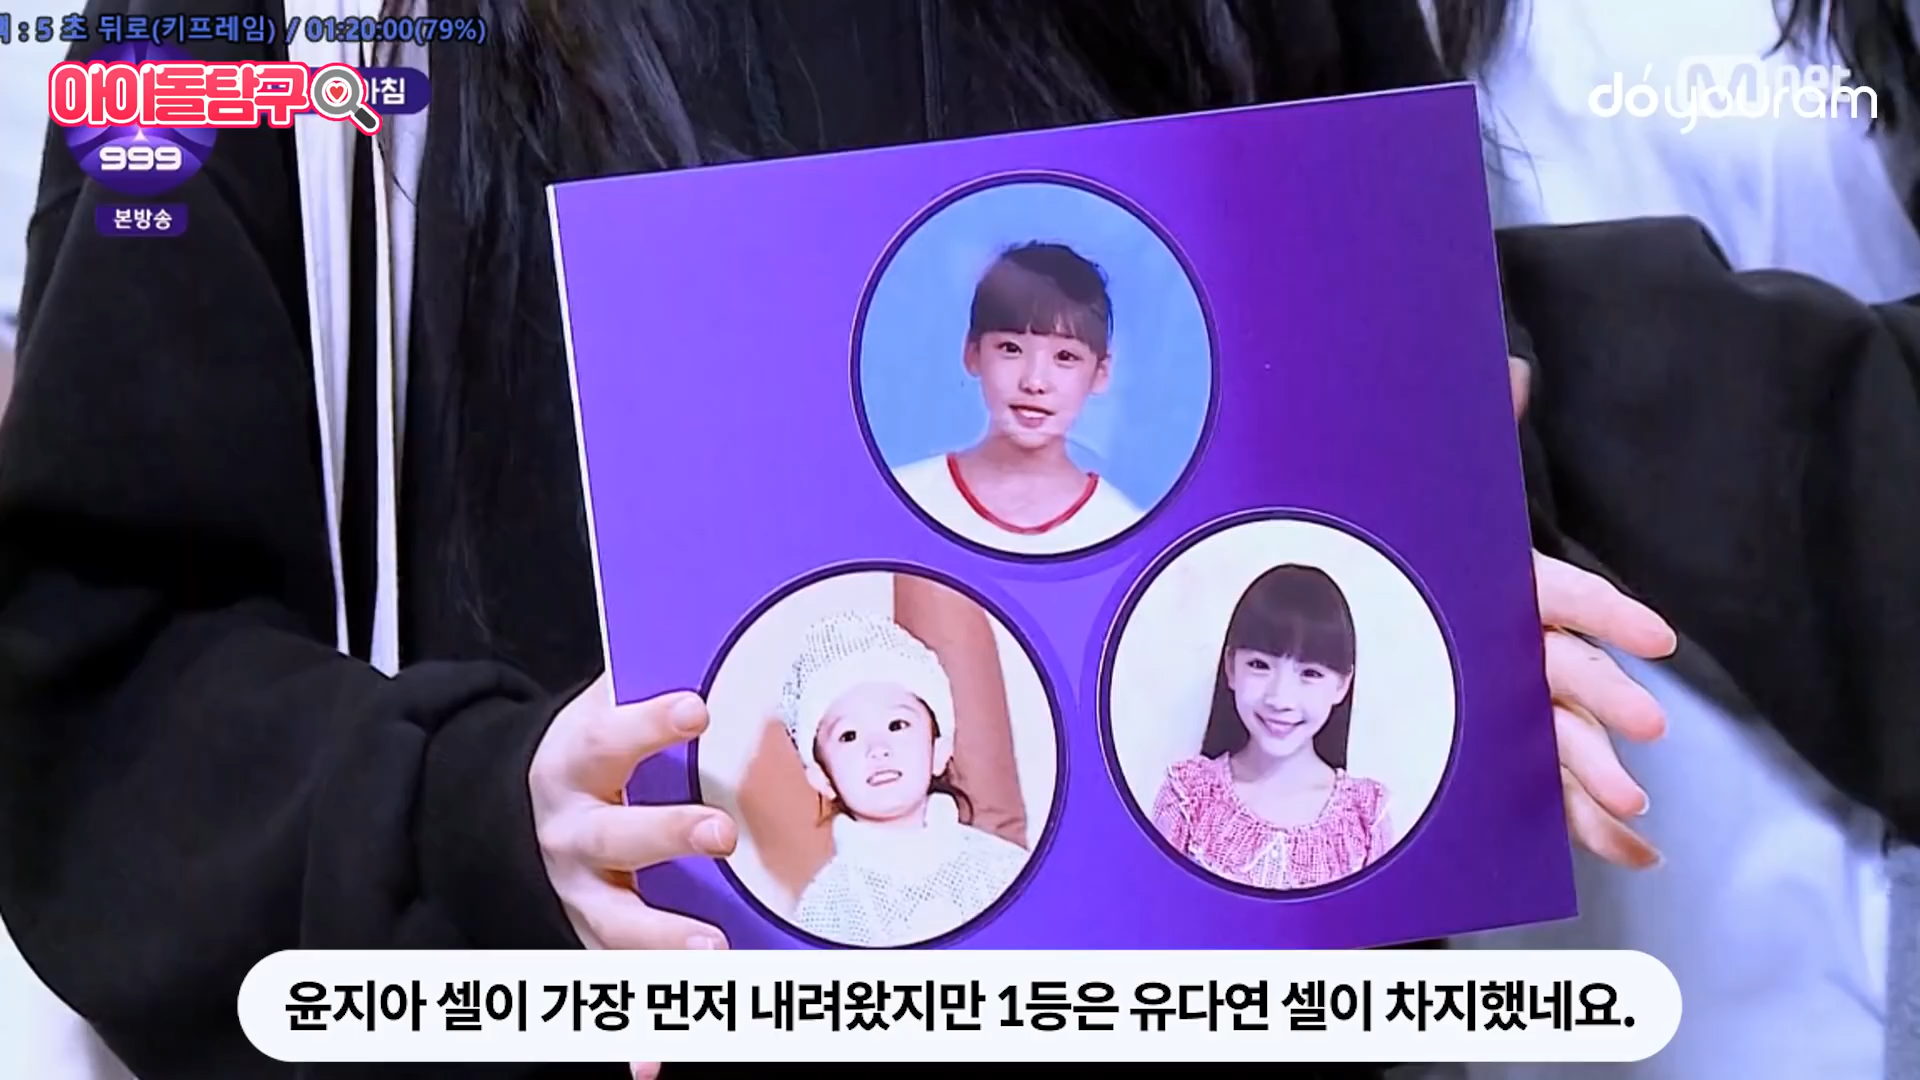 : 5 초 뒤로(키프레임) / 01:20:00(79%)
아이돌탐구
아침
999
본방송
doyouram
윤지아 셀이 가장 먼저 내려왔지만 1등은 유다연 셀이 차지했네요.